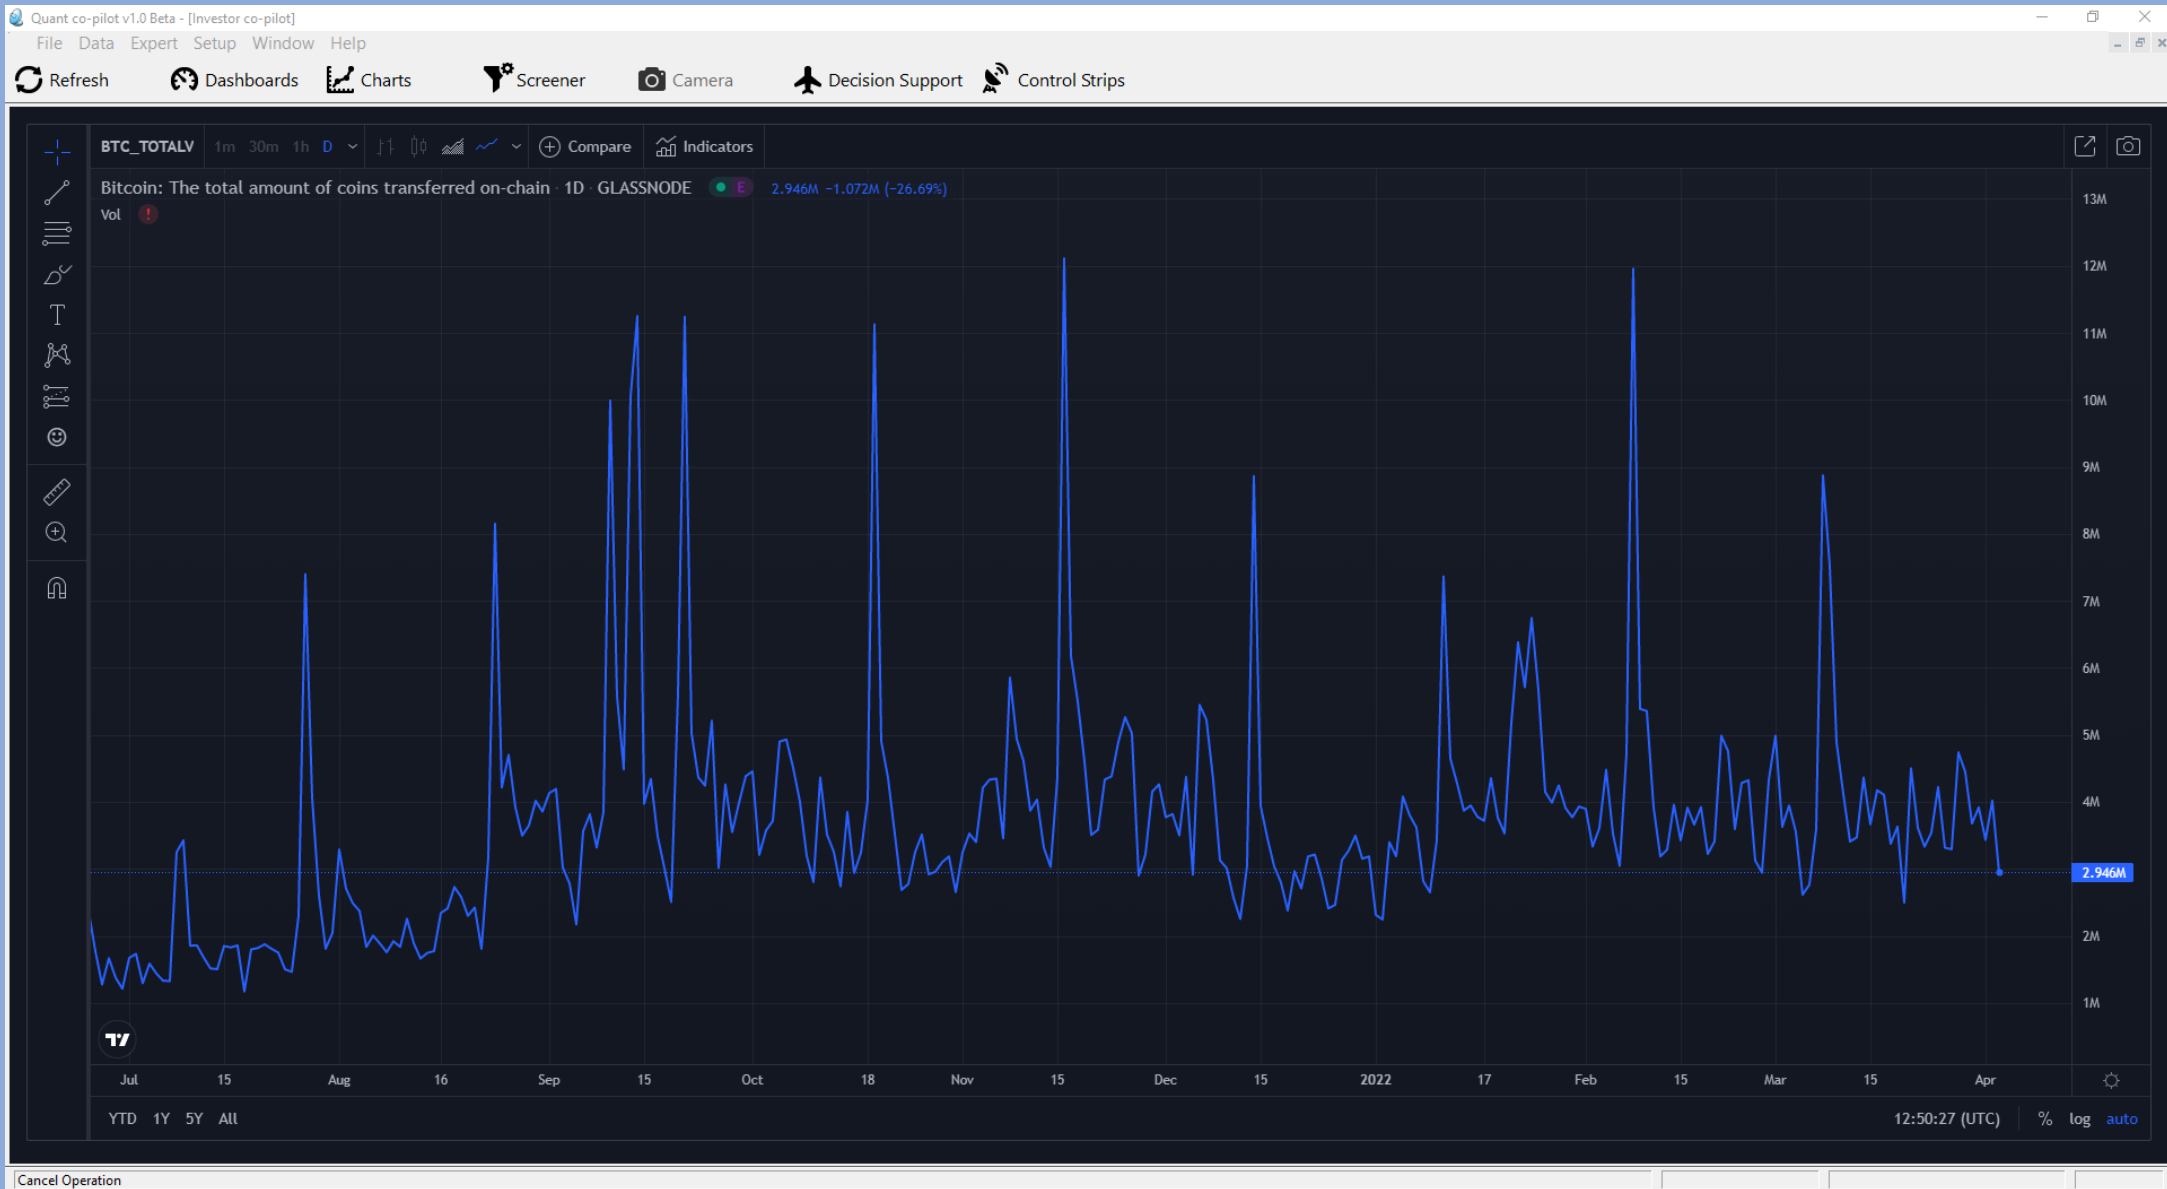 Quant co-pilot v1.0 Beta - [Investor co-pilot]
File Data Expert Setup Window Help
Refresh Dashboards Charts Screener Camera Decision Support Control Strips
BTC_TOTALV 1m 30m 1h D Compare Indicators
Bitcoin: The total amount of coins transferred on-chain · 1D · GLASSNODE E 2.946M −1.072M (−26.69%)
Vol !
13M
12M
11M
10M
9M
8M
7M
6M
5M
4M
2.946M
2M
1M
Jul 15 Aug 16 Sep 15 Oct 18 Nov 15 Dec 15 2022 17 Feb 15 Mar 15 Apr
YTD 1Y 5Y All 12:50:27 (UTC) % log auto
Cancel Operation